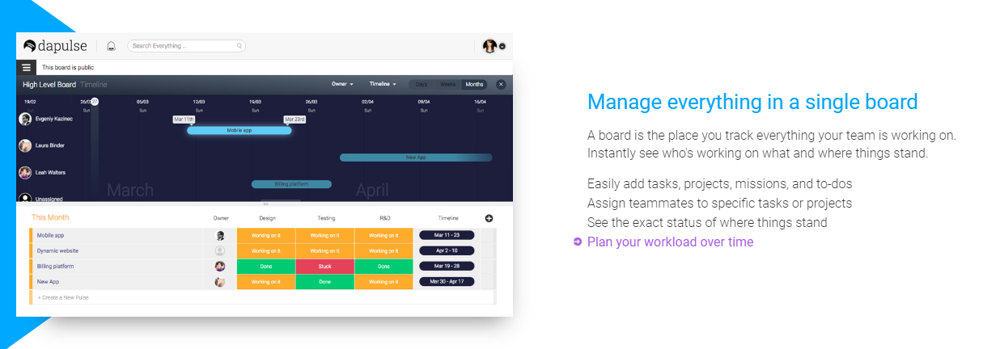 dapulse
Search Everything ...
This board is public
High Level Board Timeline
Owner
Timeline
Days Weeks Months
19/02 26/02 27 05/03 12/03 19/03 26/03 02/04 09/04 16/04
Sun Sun Sun Sun Sun Sun Sun Sun Sun
Evgeniy Kazinec
Mar 11th Mar 23rd
Mobile app
Laura Binder
New App
Leah Walters
Billing platform
March April
Unassigned
This Month Owner Design Testing R&D Timeline
Mobile app Working on it Working on it Working on it Mar 11 - 23
Dynamic website Working on it Working on it Working on it Apr 2 - 10
Billing platform Done Stuck Done Mar 19 - 28
New App Working on it Done Working on it Mar 30 - Apr 17
+ Create a New Pulse
Manage everything in a single board
A board is the place you track everything your team is working on.
Instantly see who's working on what and where things stand.
Easily add tasks, projects, missions, and to-dos
Assign teammates to specific tasks or projects
See the exact status of where things stand
Plan your workload over time